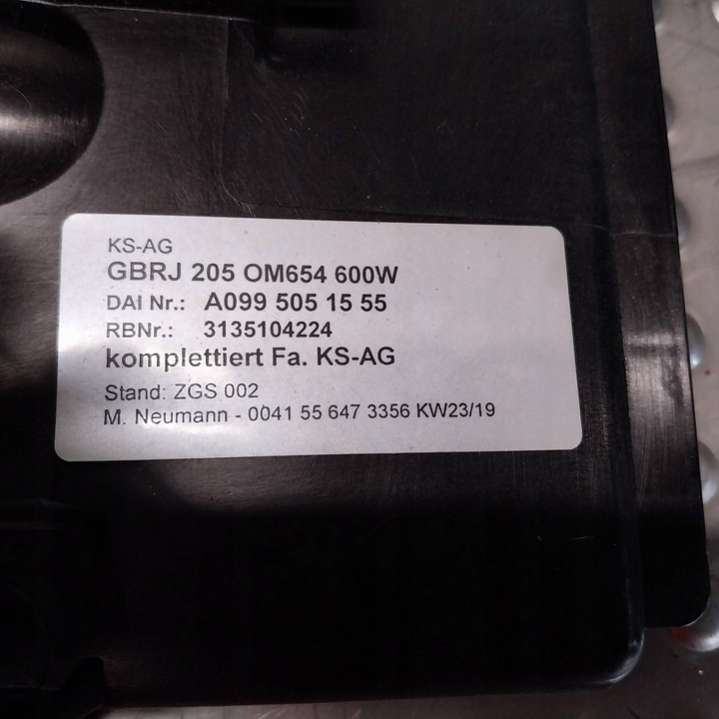 KS-AG
GBRJ 205 OM654 600W
DAI Nr.: A099 505 15 55
RBNr.: 3135104224
komplettiert Fa. KS-AG
Stand: ZGS 002
M. Neumann - 0041 55 647 3356 KW23/19